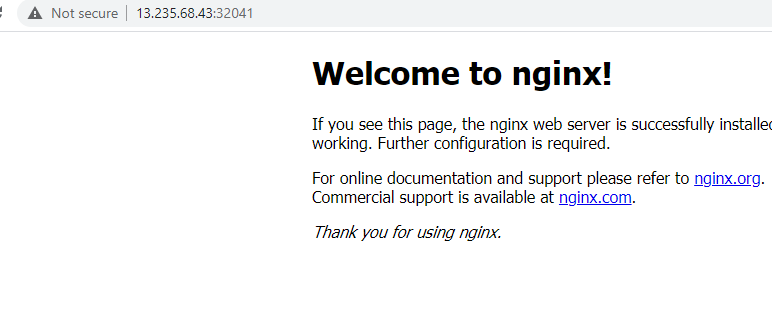 Not secure | 13.235.68.43:32041
Welcome to nginx!
If you see this page, the nginx web server is successfully
working. Further configuration is required.
For online documentation and support please refer to nginx.org.
Commercial support is available at nginx.com.
Thank you for using nginx.